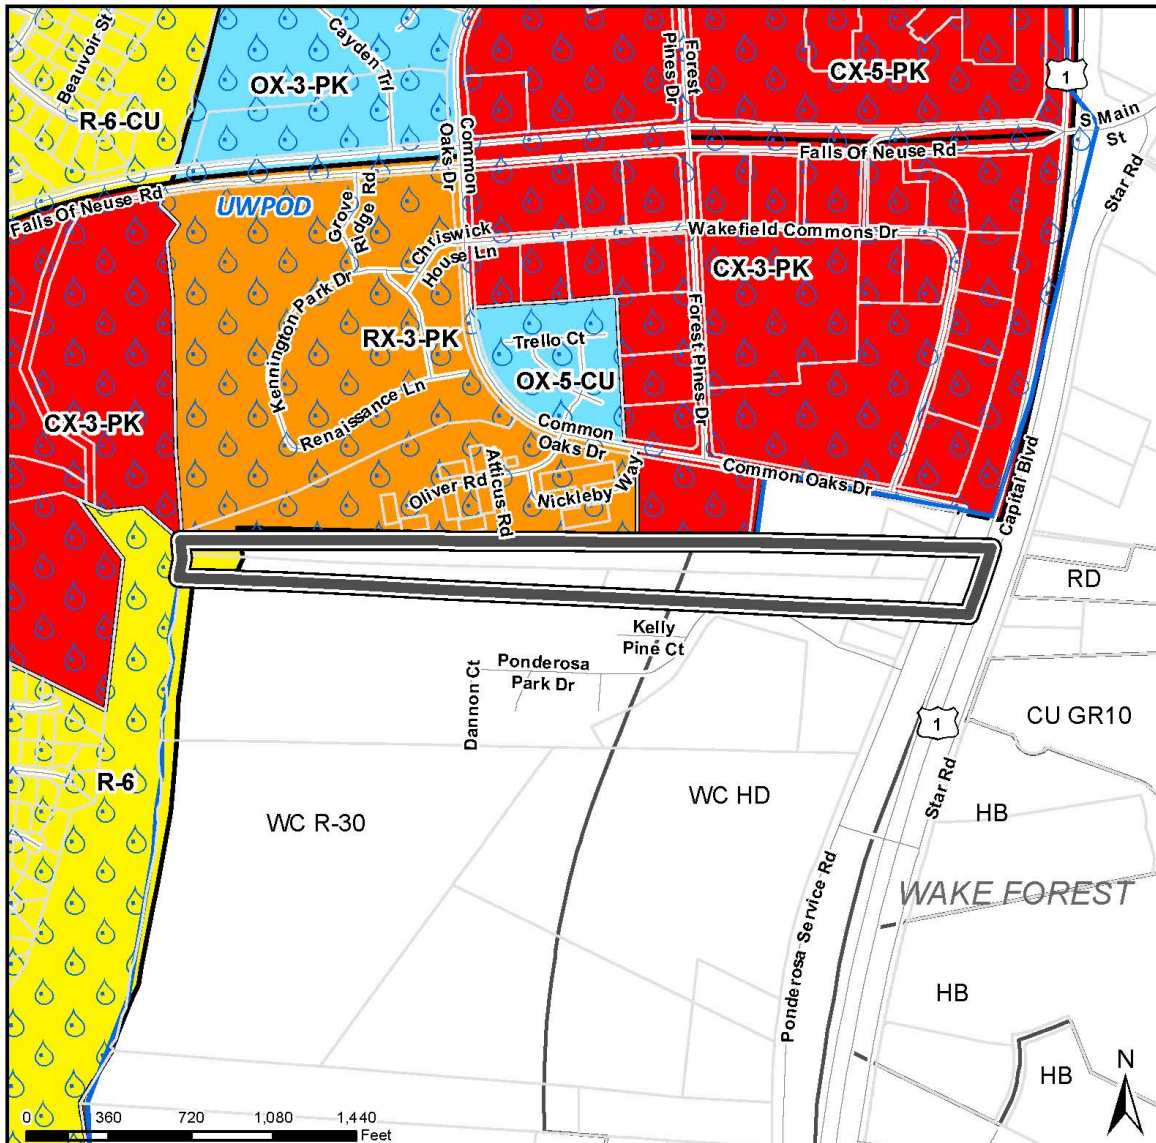 Beauvoir St
Cayden Trl
OX-3-PK
R-6-CU
Common
Oaks Dr
Forest
Pines Dr
CX-5-PK
1
S Main
St
Star Rd
Falls Of Neuse Rd
Falls Of Neuse Rd
UWPOD
Grove
Ridge Rd
Chriswick
House Ln
Wakefield Commons Dr
CX-3-PK
Kennington Park Dr
RX-3-PK
Forest Pines Dr
Trello Ct
OX-5-CU
Renaissance Ln
CX-3-PK
Common
Oaks Dr
Common Oaks Dr
Capital Blvd
Oliver Rd
Atticus Rd
Nickleby Way
RD
Kelly
Pine Ct
Ponderosa
Park Dr
Dannon Ct
CU GR10
1
Star Rd
R-6
WC R-30
WC HD
HB
WAKE FOREST
Ponderosa Service Rd
HB
HB
N
0 360 720 1,080 1,440
Feet